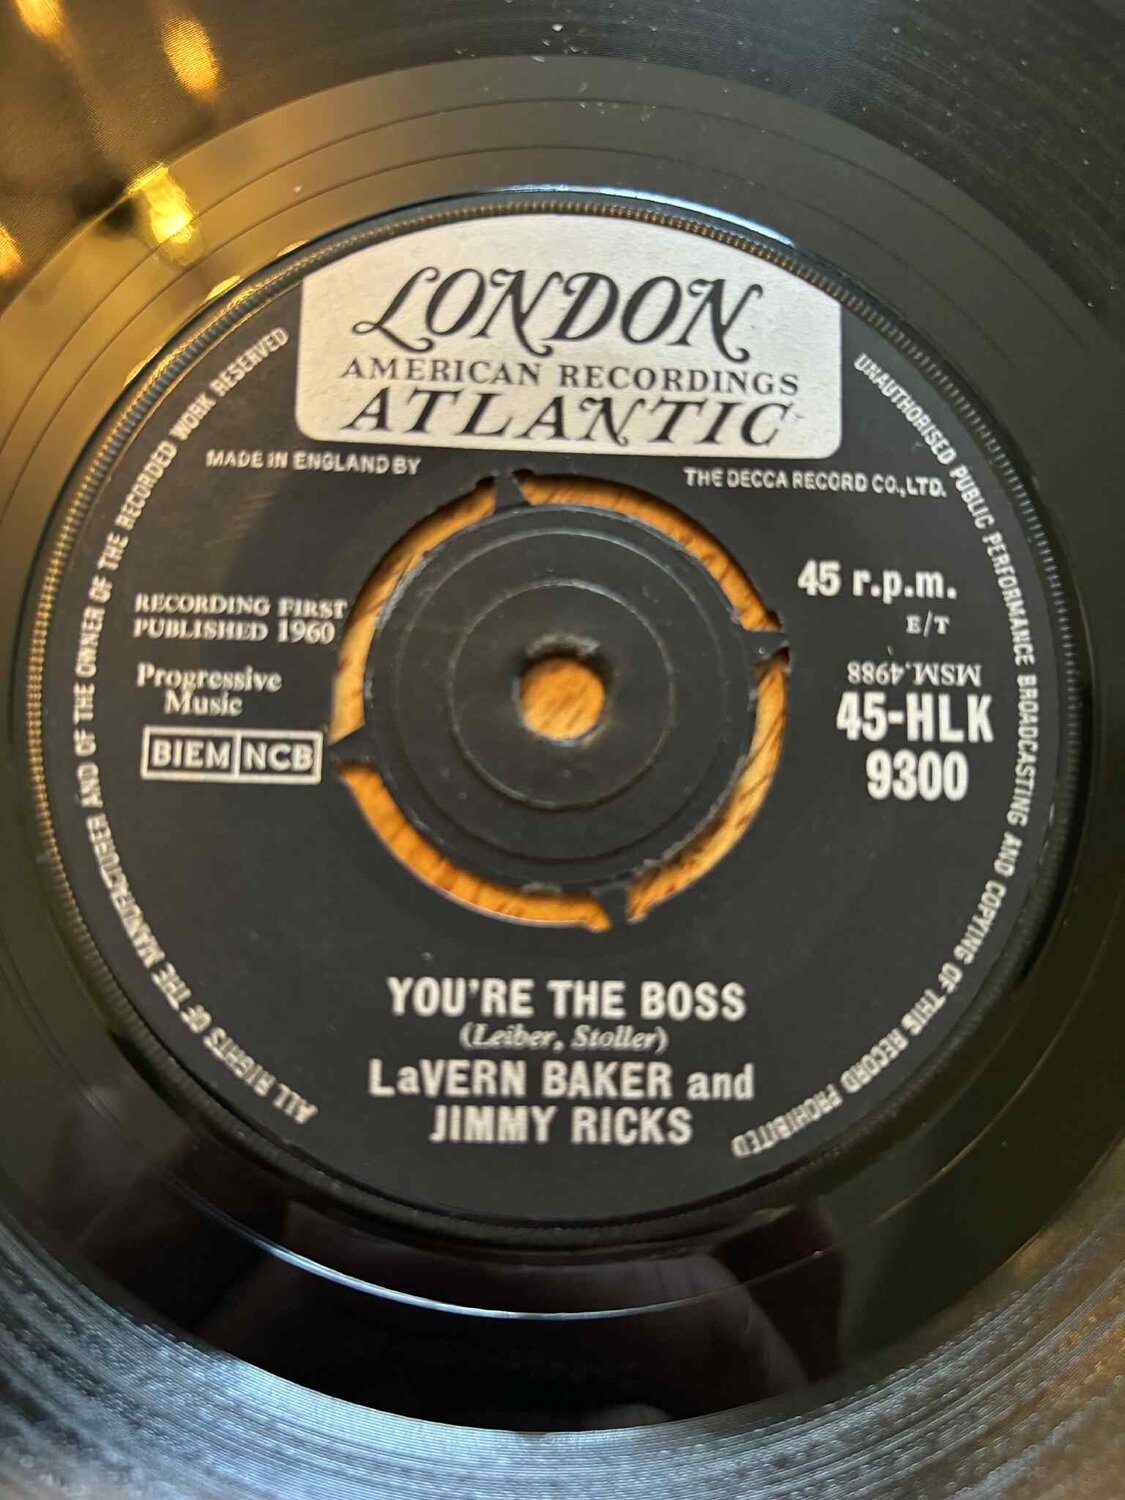 LONDON
AMERICAN RECORDINGS
ATLANTIC
MADE IN ENGLAND BY
THE DECCA RECORD CO., LTD.
RECORDING FIRST
PUBLISHED 1960
Progressive
Music
BIEM NCB
45 r.p.m.
E/T
MSM.4988
45-HLK
9300
YOU'RE THE BOSS
(Leiber, Stoller)
LaVERN BAKER and
JIMMY RICKS
ALL RIGHTS OF THE MANUFACTURER AND OF THE OWNER OF THE RECORDED WORK RESERVED
UNAUTHORISED PUBLIC PERFORMANCE BROADCASTING AND COPYING OF THIS RECORD PROHIBITED